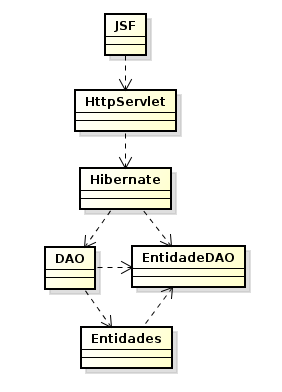 JSF
HttpServlet
Hibernate
DAO
EntidadeDAO
Entidades